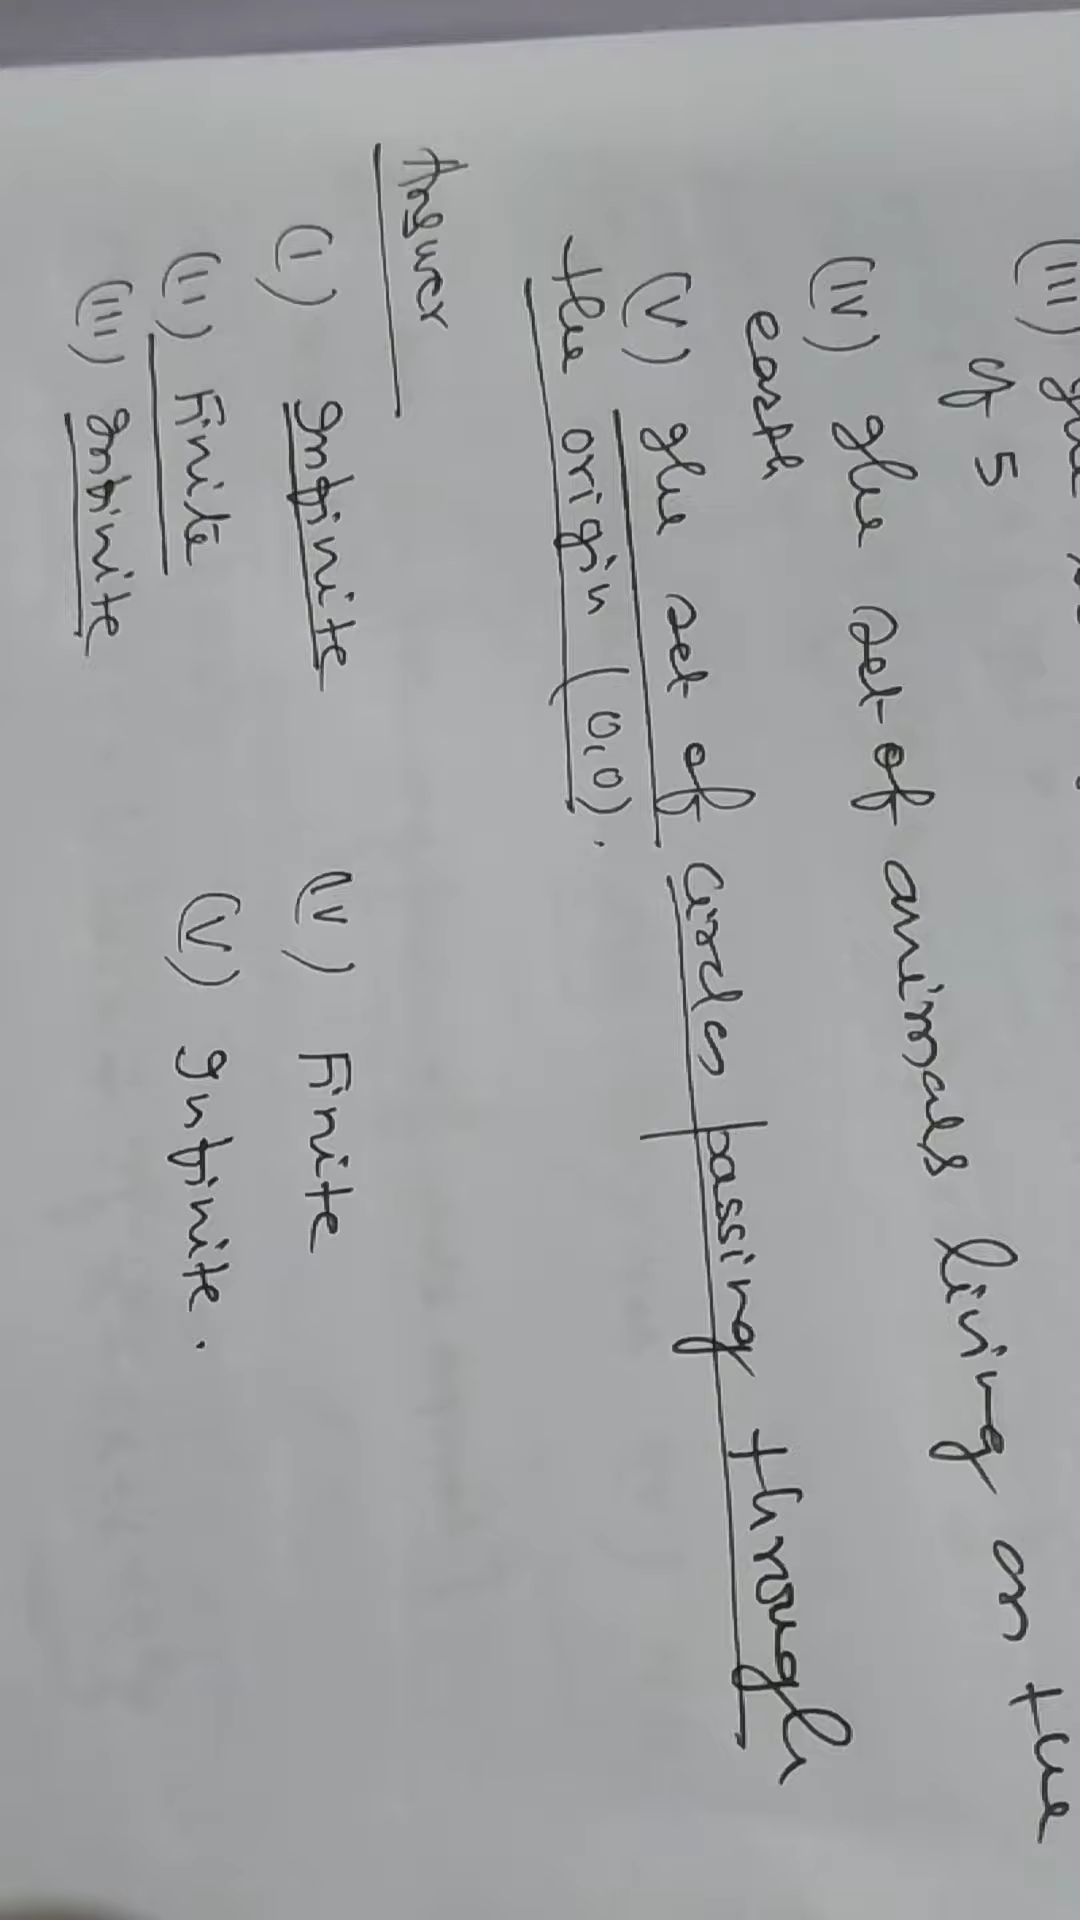 (III)
of 5
(IV) The set of animals living on the
earth
(V) The set of circles passing through
the origin (0,0).
Answer
(I) Infinite
(IV) Finite
(II) Finite
(V) Infinite.
(III) Infinite